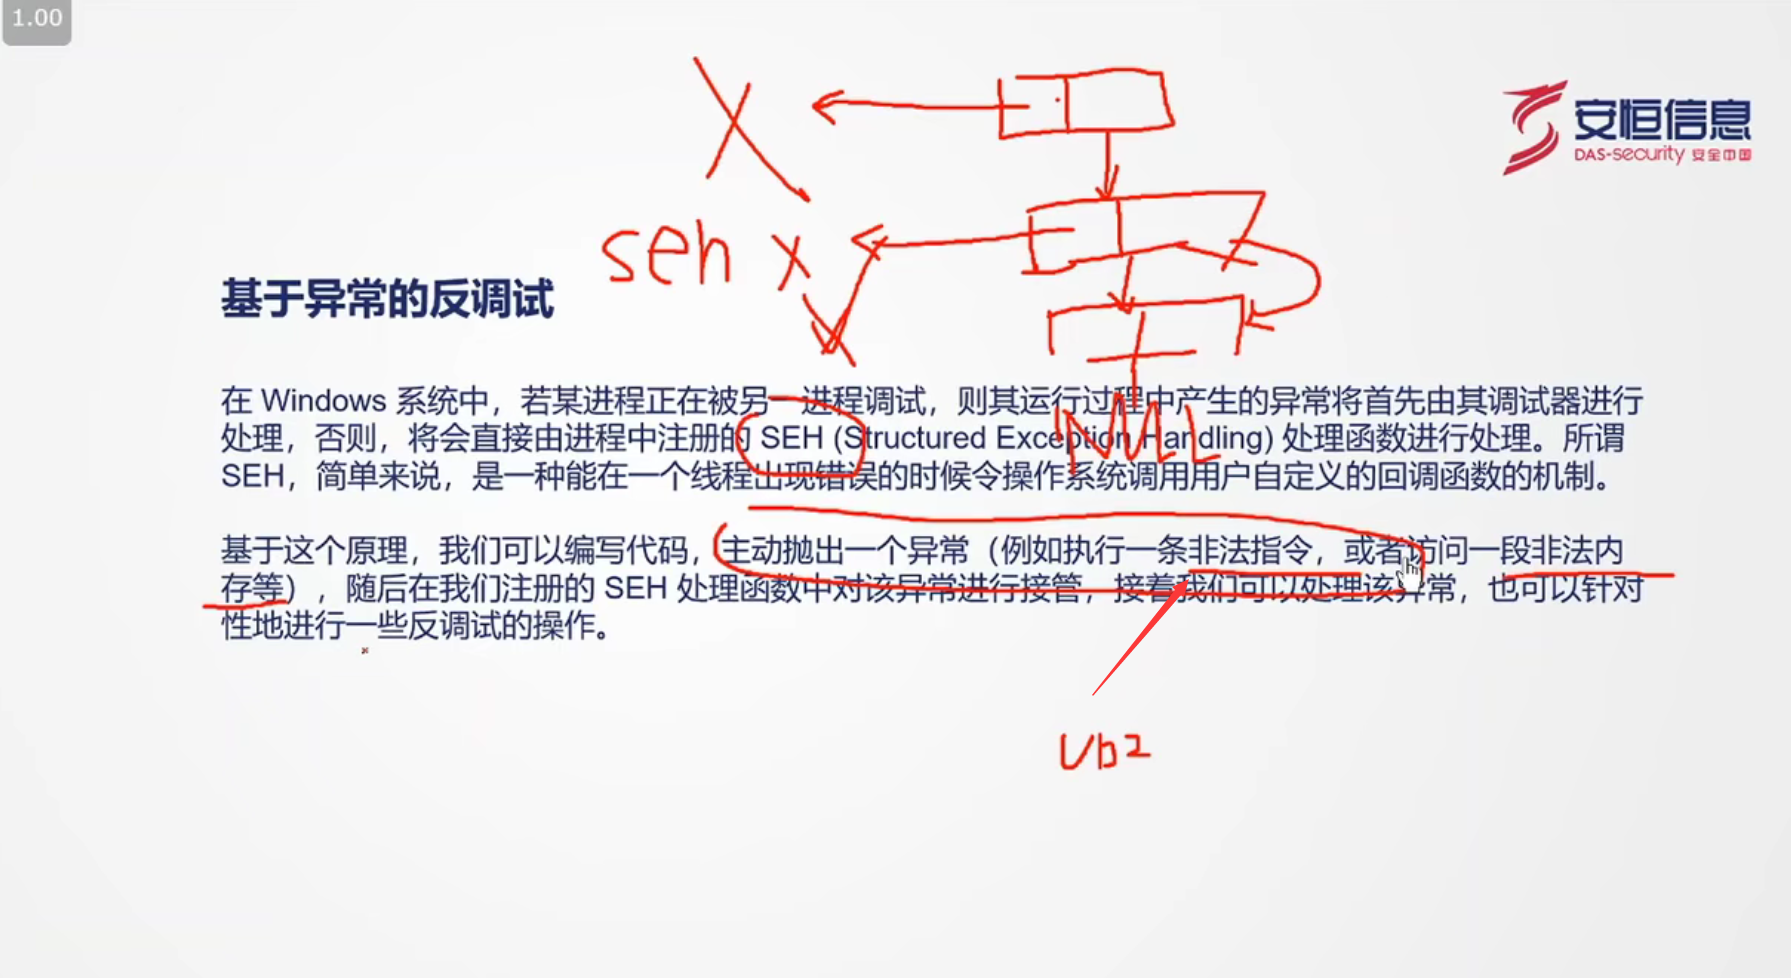 1.00
安恒信息
DAS-security 安全中国
seh x
基于异常的反调试
在 Windows 系统中，若某进程正在被另一进程调试，则其运行过程中产生的异常将首先由其调试器进行
处理，否则，将会直接由进程中注册的 SEH (Structured Exception Handling) 处理函数进行处理。所谓
SEH，简单来说，是一种能在一个线程出现错误的时候令操作系统调用用户自定义的回调函数的机制。
NULL
基于这个原理，我们可以编写代码，主动抛出一个异常（例如执行一条非法指令，或者访问一段非法内
存等），随后在我们注册的 SEH 处理函数中对该异常进行接管，接着我们可以处理该异常，也可以针对
性地进行一些反调试的操作。